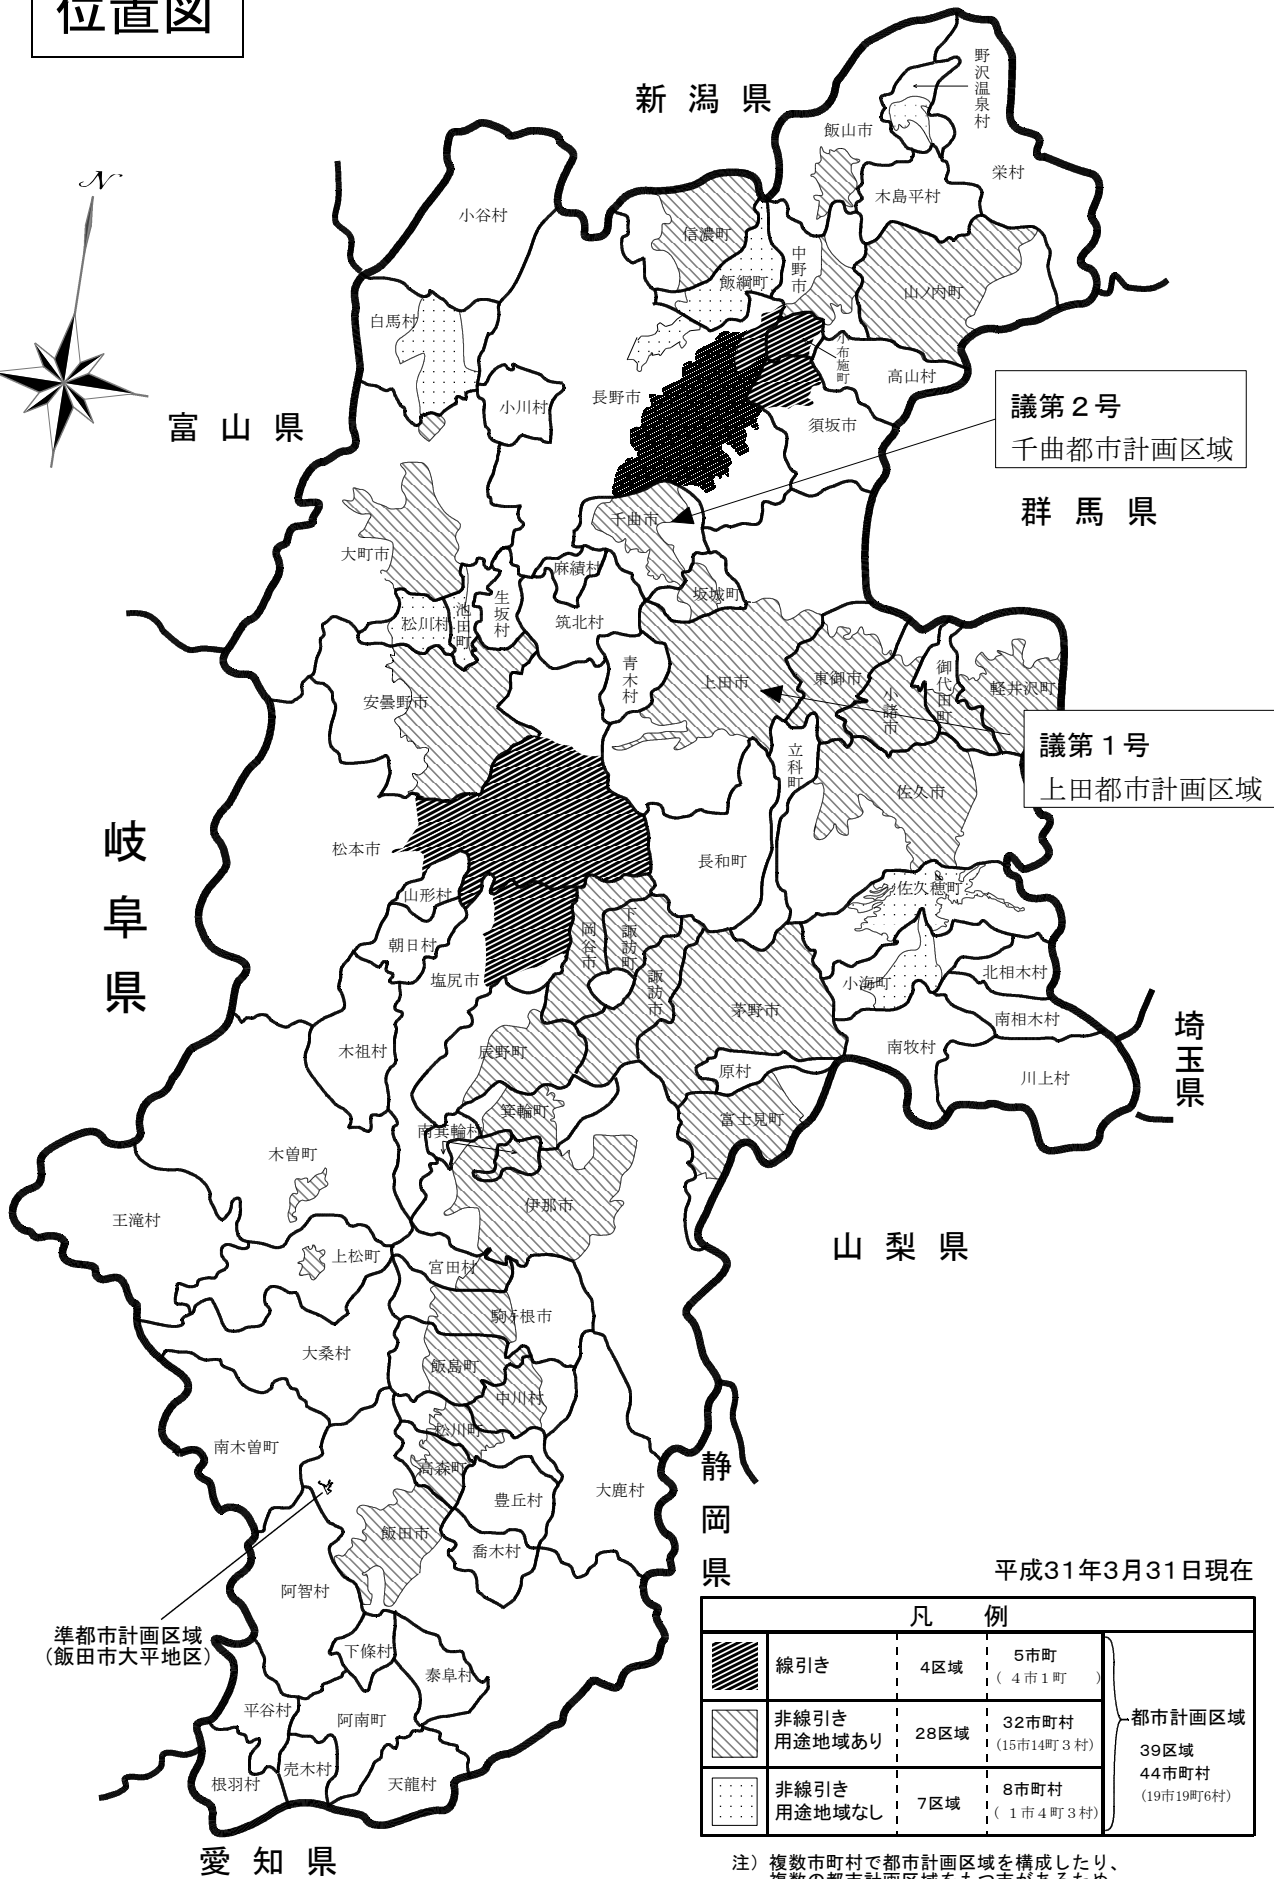 位置図
N
新潟県
富山県
群馬県
岐阜県
埼玉県
山梨県
静岡県
愛知県
野沢温泉村
飯山市
栄村
木島平村
小谷村
信濃町
中野市
飯綱町
山ノ内町
白馬村
小布施町
高山村
小川村
長野市
須坂市
議第2号
千曲都市計画区域
千曲市
大町市
麻績村
坂城町
生坂村
池田町
松川村
筑北村
青木村
安曇野市
上田市
東御市
小諸市
御代田町
軽井沢町
議第1号
上田都市計画区域
立科町
佐久市
松本市
長和町
山形村
佐久穂町
朝日村
岡谷市
下諏訪町
諏訪市
塩尻市
小海町
北相木村
茅野市
南相木村
木祖村
辰野町
南牧村
原村
川上村
箕輪町
富士見町
南箕輪村
木曽町
伊那市
王滝村
上松町
宮田村
駒ヶ根市
大桑村
飯島町
中川村
松川町
南木曽町
高森町
豊丘村
大鹿村
飯田市
喬木村
阿智村
準都市計画区域
(飯田市大平地区)
下條村
泰阜村
平谷村
阿南町
売木村
根羽村
天龍村
平成31年3月31日現在
凡例
線引き 4区域 5市町
(4市1町)
非線引き
用途地域あり 28区域 32市町村
(15市14町3村)
非線引き
用途地域なし 7区域 8市町村
(1市4町3村)
都市計画区域
39区域
44市町村
(19市19町6村)
注)複数市町村で都市計画区域を構成したり、
複数の都市計画区域をもつ市があるため